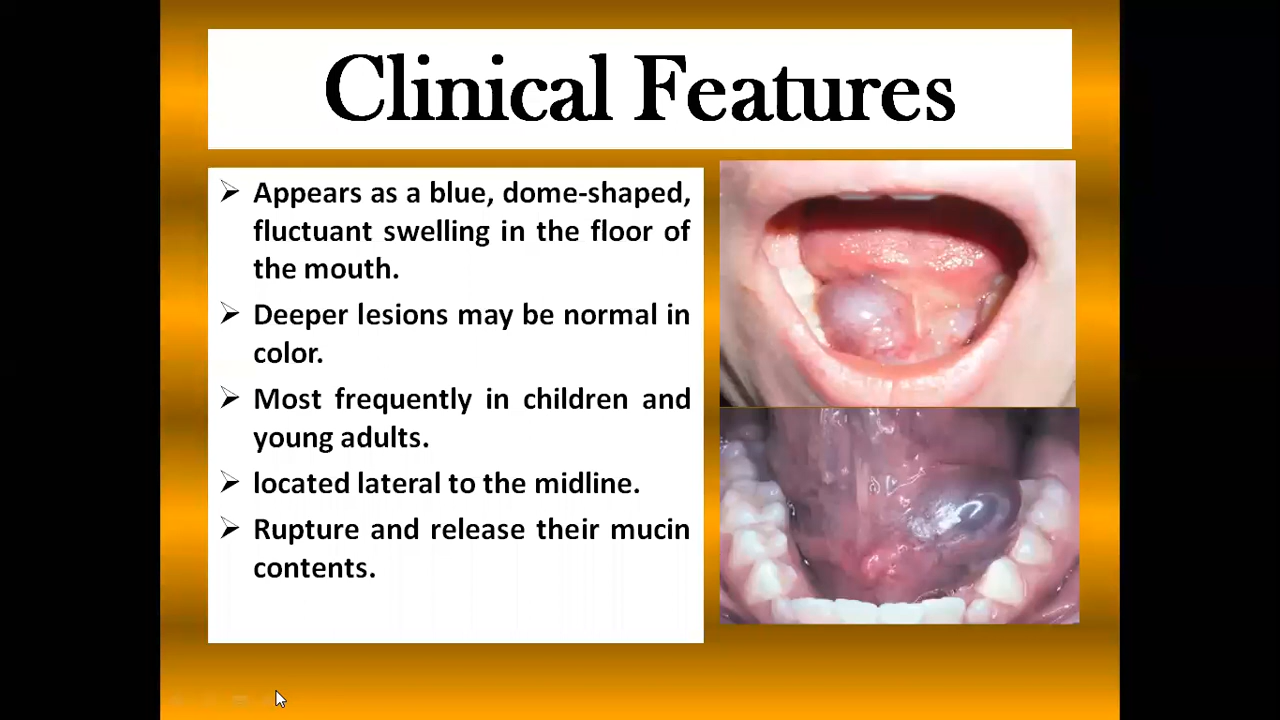 Clinical Features
Appears as a blue, dome-shaped,
fluctuant swelling in the floor of
the mouth.
Deeper lesions may be normal in
color.
Most frequently in children and
young adults.
located lateral to the midline.
Rupture and release their mucin
contents.